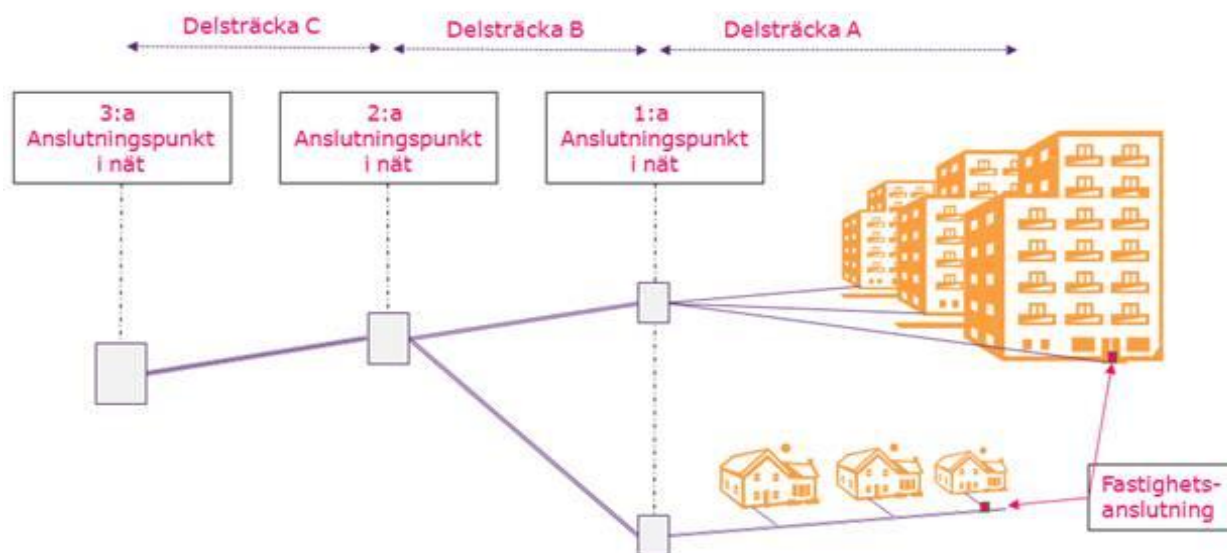 Delsträcka C
Delsträcka B
Delsträcka A
3:a
Anslutningspunkt
i nät
2:a
Anslutningspunkt
i nät
1:a
Anslutningspunkt
i nät
Fastighets-
anslutning